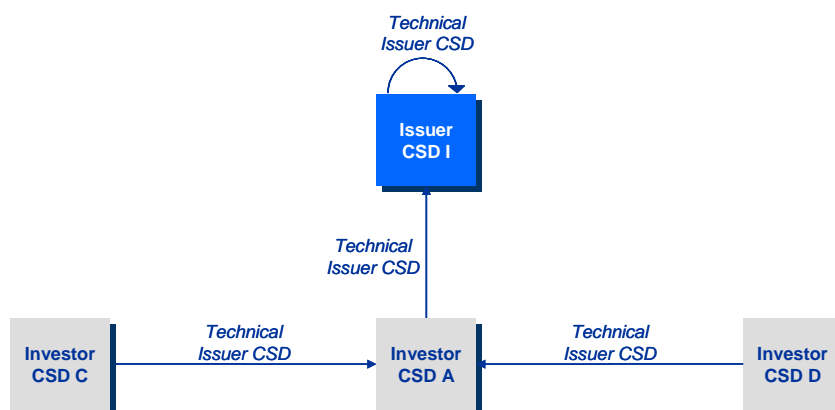 Technical
Issuer CSD
Issuer
CSD I
Technical
Issuer CSD
Investor
CSD C
Technical
Issuer CSD
Investor
CSD A
Technical
Issuer CSD
Investor
CSD D